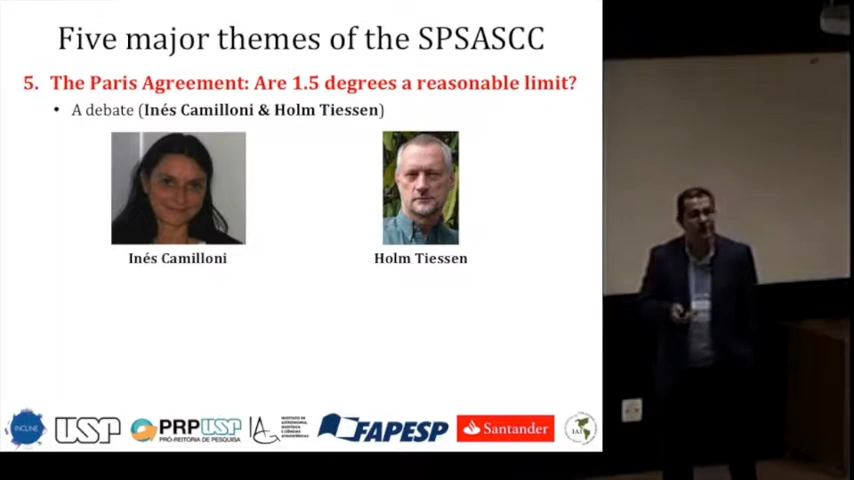 Five major themes of the SPSASCC
5. The Paris Agreement: Are 1.5 degrees a reasonable limit?
• A debate (Inés Camilloni & Holm Tiessen)
Inés Camilloni
Holm Tiessen
INCLINE
USP
PRPUSP
PRÓ-REITORIA DE PESQUISA
IAG
INSTITUTO DE
ASTRONOMIA,
GEOFÍSICA
E CIÊNCIAS
ATMOSFÉRICAS
FAPESP
Santander
IAI